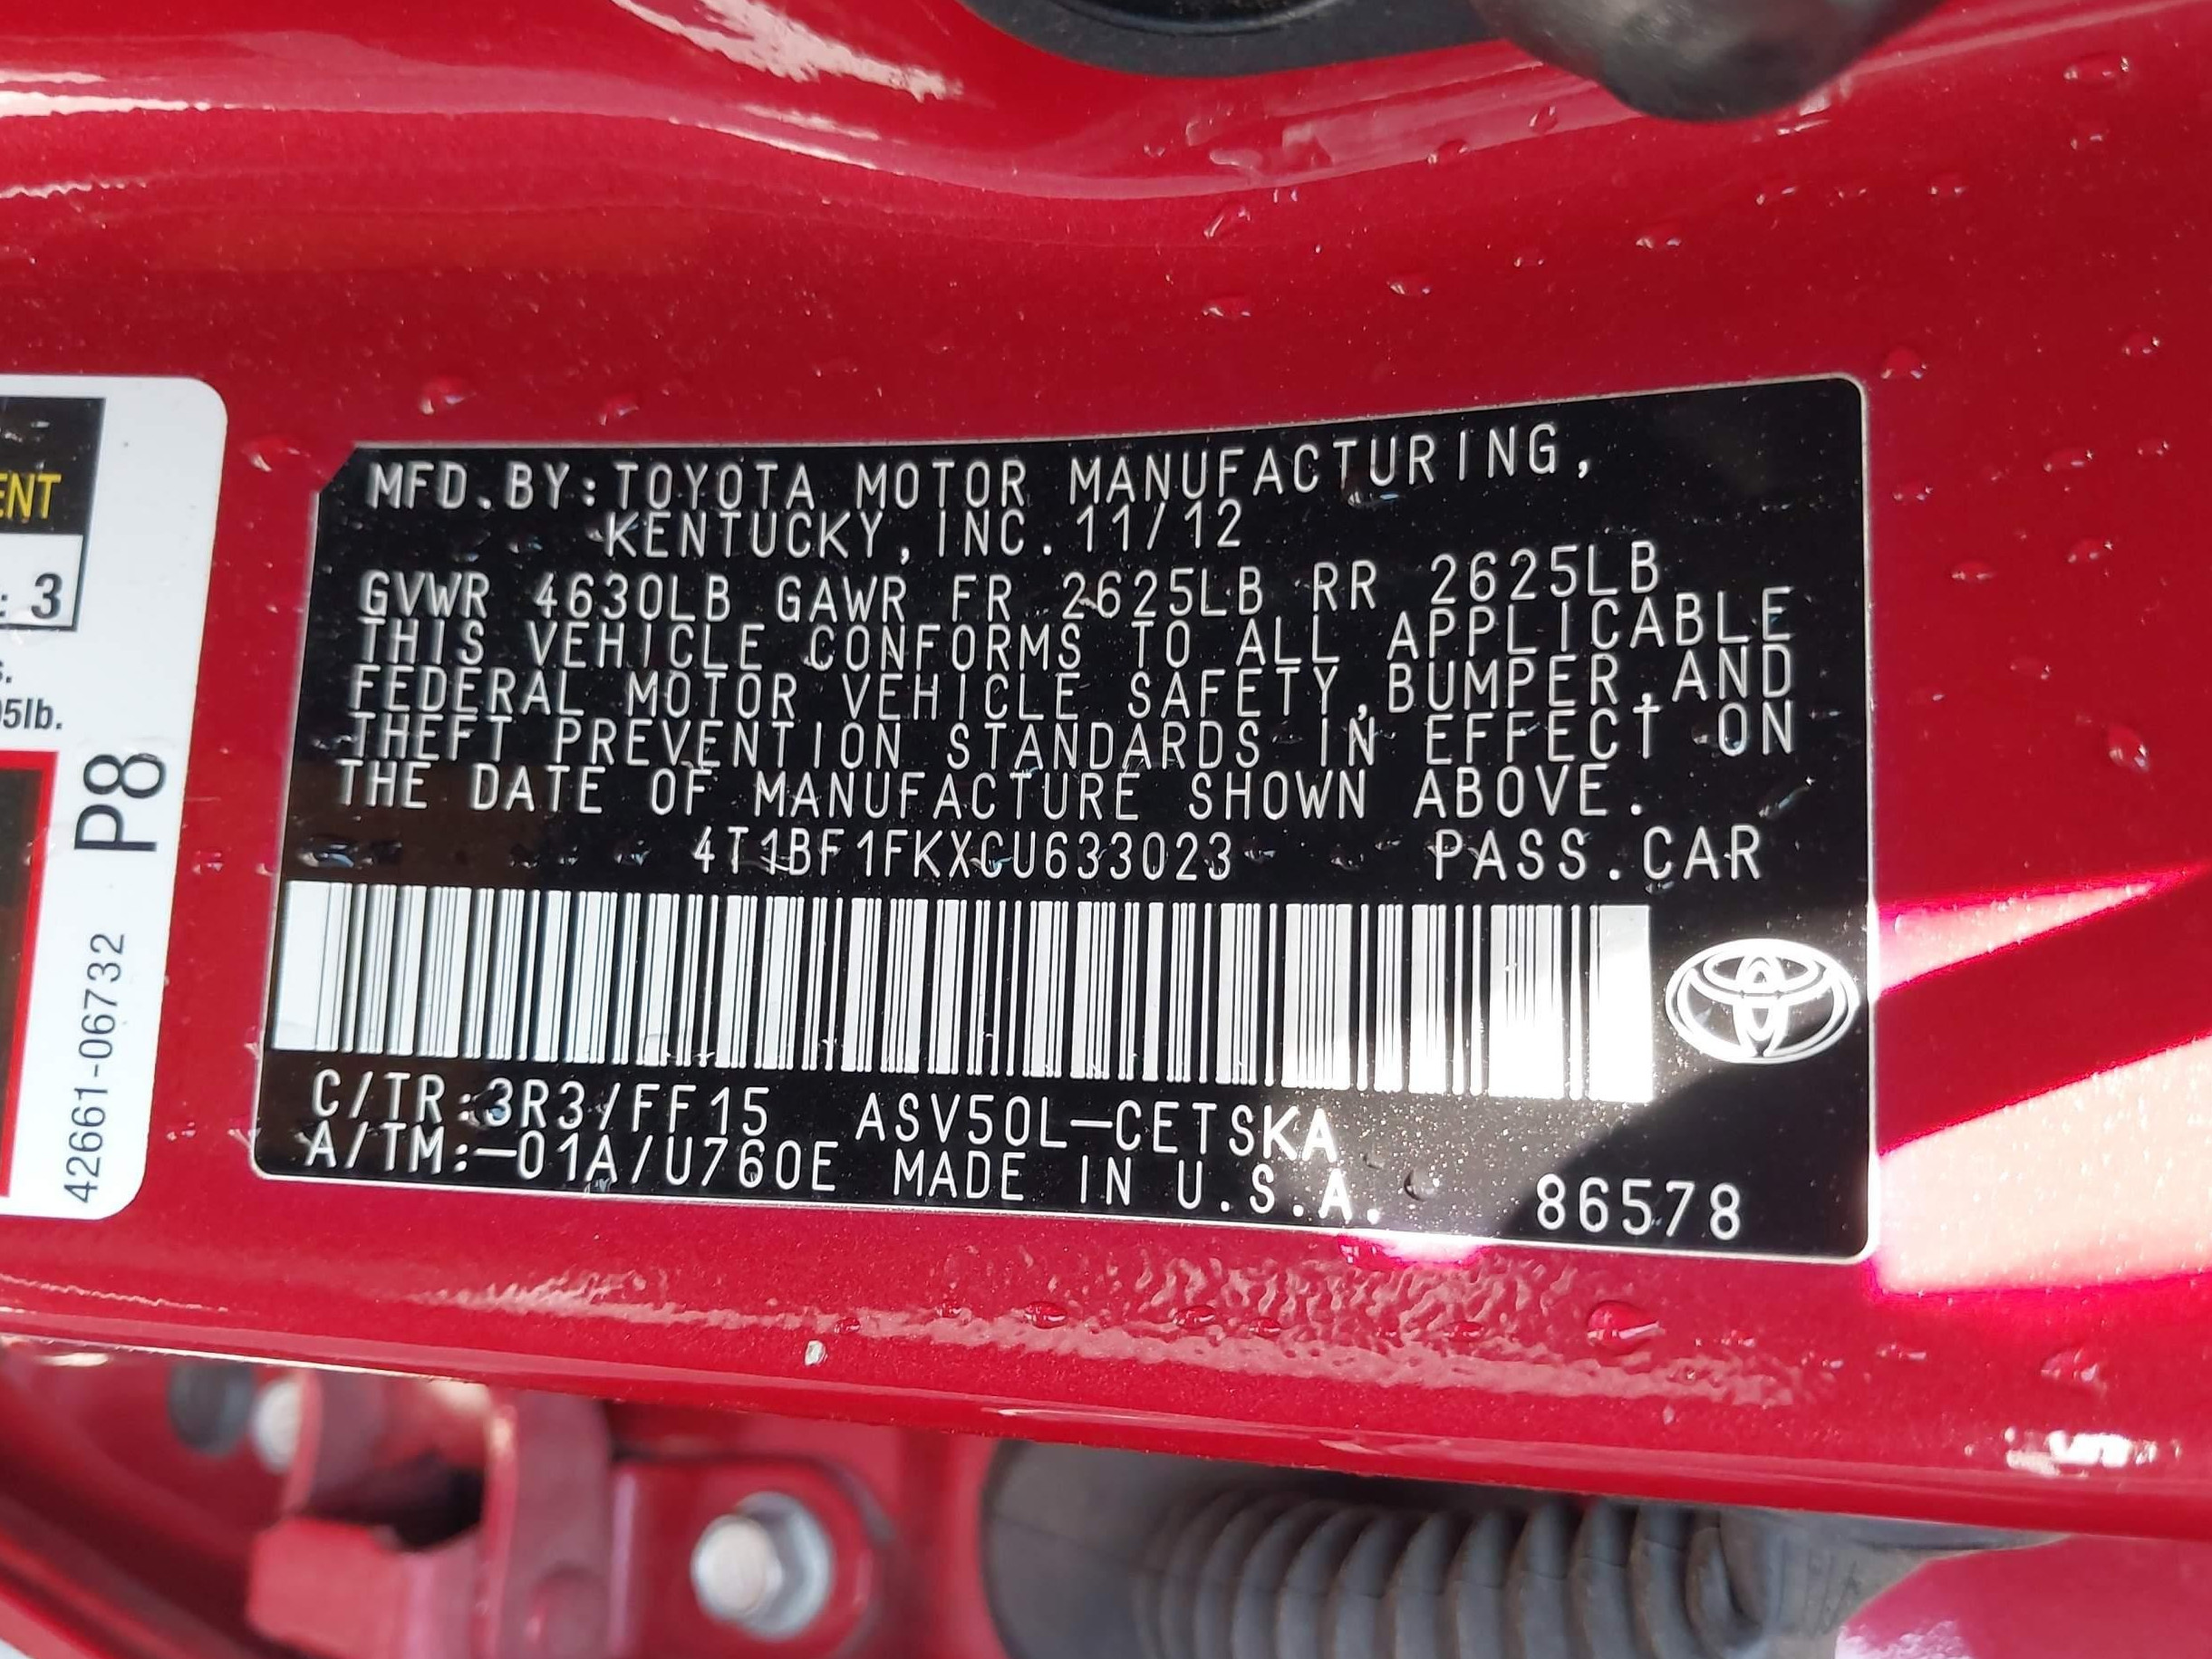 ENT
: 3
s.
05lb.
P8
42661-06732
MFD.BY:TOYOTA MOTOR MANUFACTURING,
KENTUCKY,INC.11/12
GVWR 4630LB GAWR FR 2625LB RR 2625LB
THIS VEHICLE CONFORMS TO ALL APPLICABLE
FEDERAL MOTOR VEHICLE SAFETY,BUMPER,AND
THEFT PREVENTION STANDARDS IN EFFECT ON
THE DATE OF MANUFACTURE SHOWN ABOVE.
4T1BF1FKXCU633023 PASS.CAR
C/TR:3R3/FF15 ASV50L-CETSKA
A/TM:-01A/U760E MADE IN U.S.A. 86578